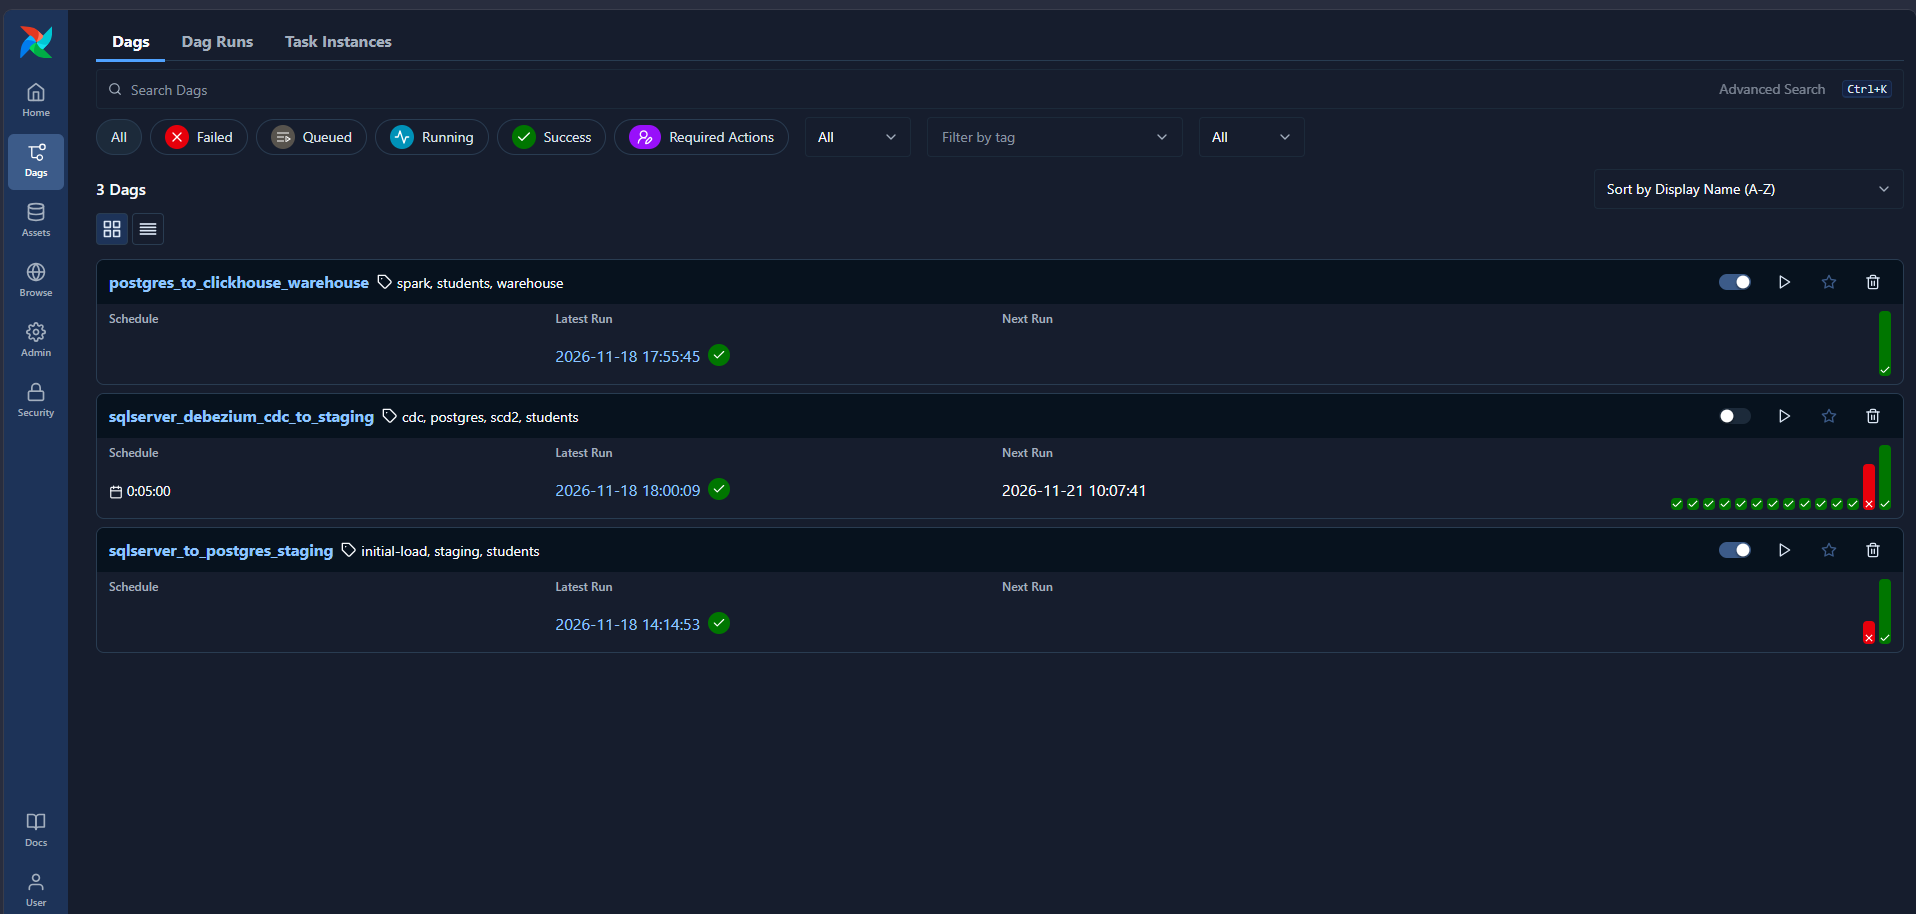 Dags Dag Runs Task Instances
Search Dags Advanced Search Ctrl+K
All Failed Queued Running Success Required Actions All Filter by tag All
3 Dags Sort by Display Name (A-Z)
postgres_to_clickhouse_warehouse spark, students, warehouse
Schedule Latest Run Next Run
2026-11-18 17:55:45
sqlserver_debezium_cdc_to_staging cdc, postgres, scd2, students
Schedule Latest Run Next Run
0:05:00 2026-11-18 18:00:09 2026-11-21 10:07:41
sqlserver_to_postgres_staging initial-load, staging, students
Schedule Latest Run Next Run
2026-11-18 14:14:53
Home
Dags
Assets
Browse
Admin
Security
Docs
User